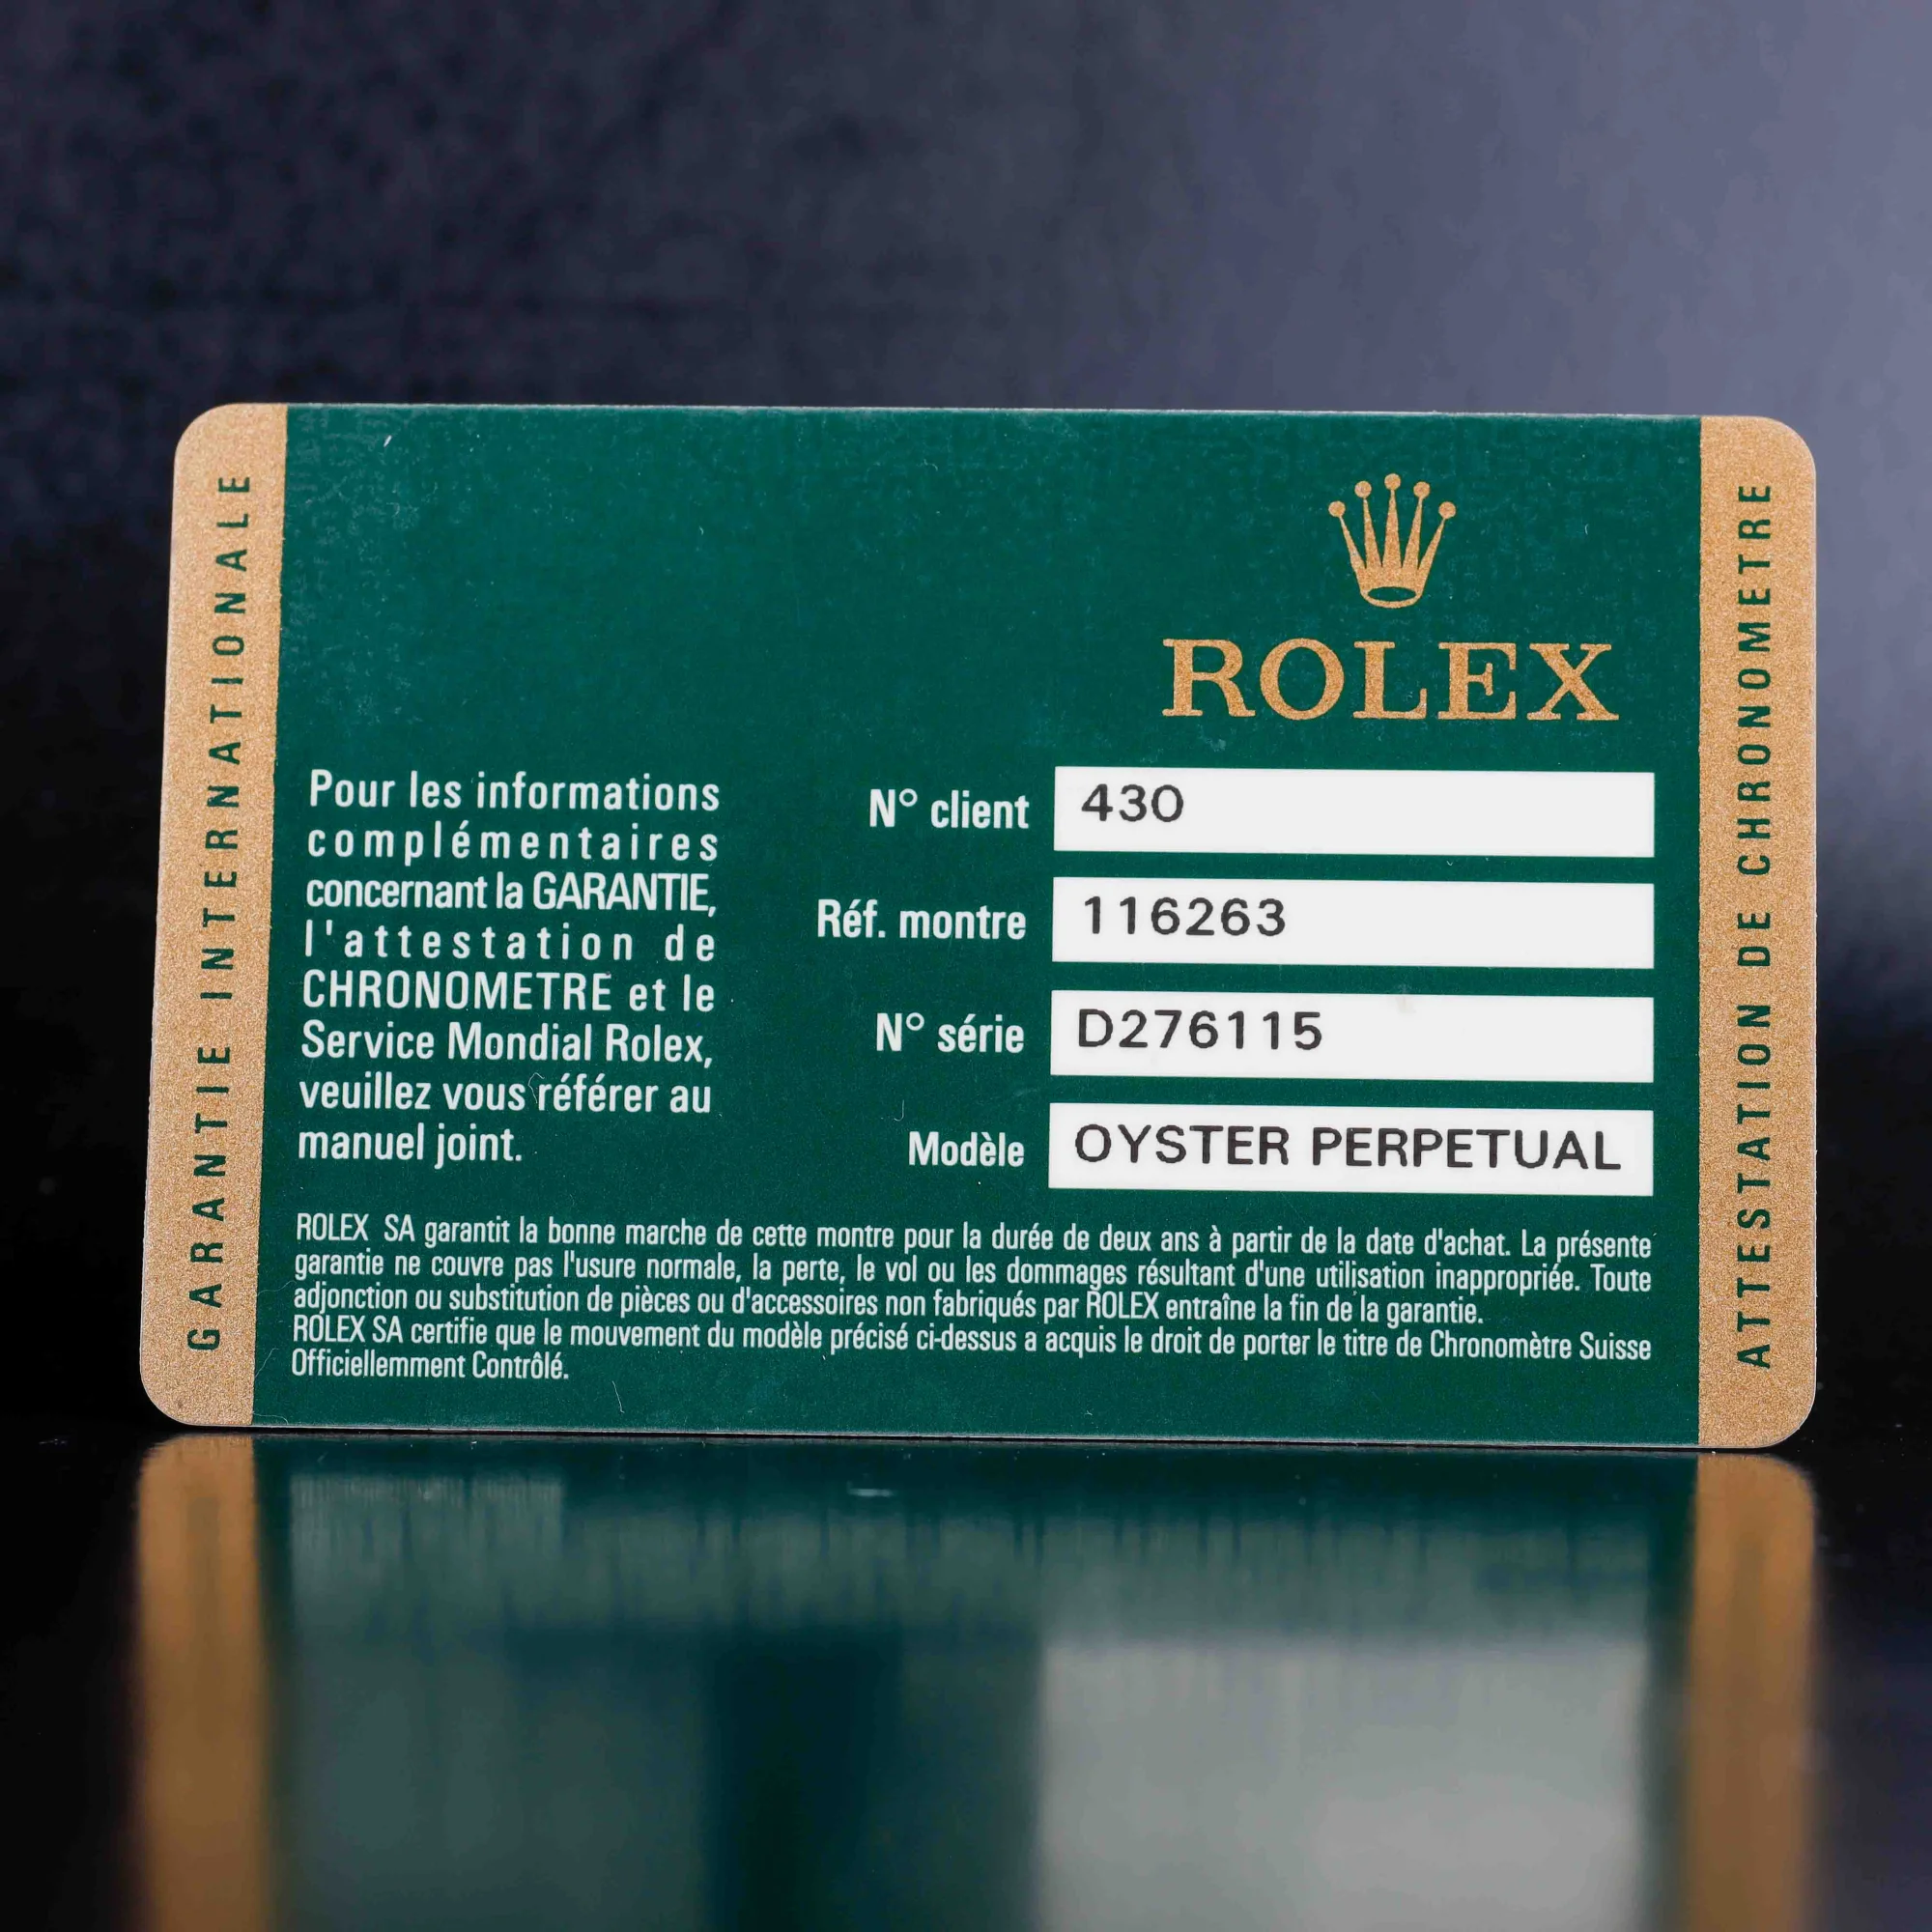 GARANTIE INTERNATIONALE
ROLEX
Pour les informations
complémentaires
concernant la GARANTIE,
l'attestation de
CHRONOMETRE et le
Service Mondial Rolex,
veuillez vous référer au
manuel joint.
N° client 430
Réf. montre 116263
N° série D276115
Modèle OYSTER PERPETUAL
ROLEX SA garantit la bonne marche de cette montre pour la durée de deux ans à partir de la date d'achat. La présente
garantie ne couvre pas l'usure normale, la perte, le vol ou les dommages résultant d'une utilisation inappropriée. Toute
adjonction ou substitution de pièces ou d'accessoires non fabriqués par ROLEX entraîne la fin de la garantie.
ROLEX SA certifie que le mouvement du modèle précisé ci-dessus a acquis le droit de porter le titre de Chronomètre Suisse
Officiellemment Contrôlé.
ATTESTATION DE CHRONOMETRE